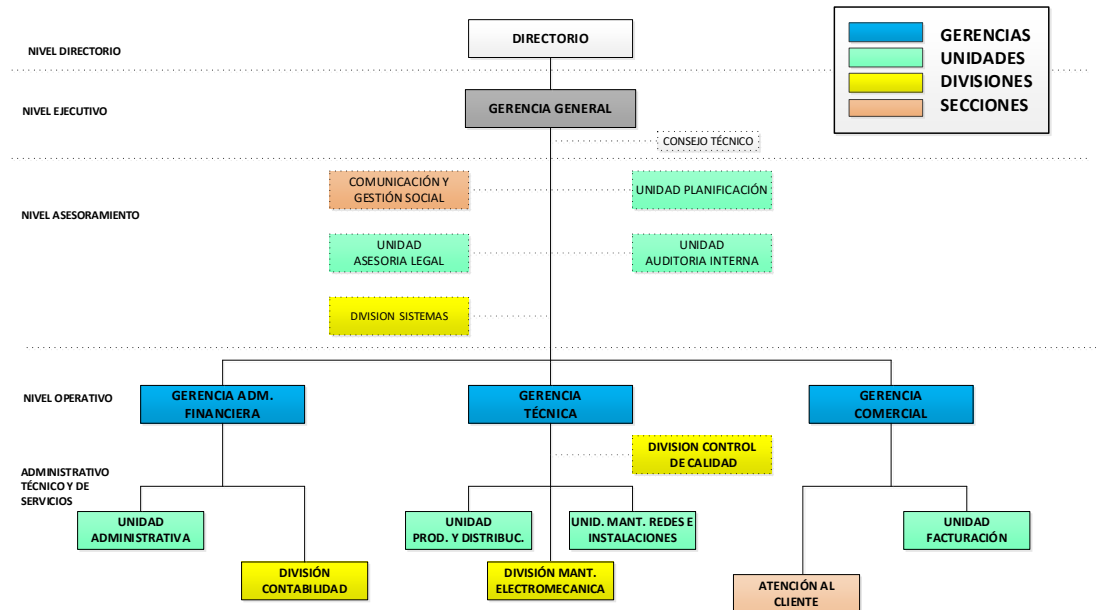 DIRECTORIO
NIVEL DIRECTORIO
GERENCIAS
UNIDADES
DIVISIONES
SECCIONES
NIVEL EJECUTIVO
GERENCIA GENERAL
CONSEJO TÉCNICO
NIVEL ASESORAMIENTO
COMUNICACIÓN Y
GESTIÓN SOCIAL
UNIDAD PLANIFICACIÓN
UNIDAD
ASESORIA LEGAL
UNIDAD
AUDITORIA INTERNA
DIVISION SISTEMAS
NIVEL OPERATIVO
GERENCIA ADM.
FINANCIERA
GERENCIA
TÉCNICA
GERENCIA
COMERCIAL
DIVISION CONTROL
DE CALIDAD
ADMINISTRATIVO
TÉCNICO Y DE
SERVICIOS
UNIDAD
ADMINISTRATIVA
UNIDAD
PROD. Y DISTRIBUC.
UNID. MANT. REDES E
INSTALACIONES
UNIDAD
FACTURACIÓN
DIVISIÓN
CONTABILIDAD
DIVISIÓN MANT.
ELECTROMECANICA
ATENCIÓN AL
CLIENTE